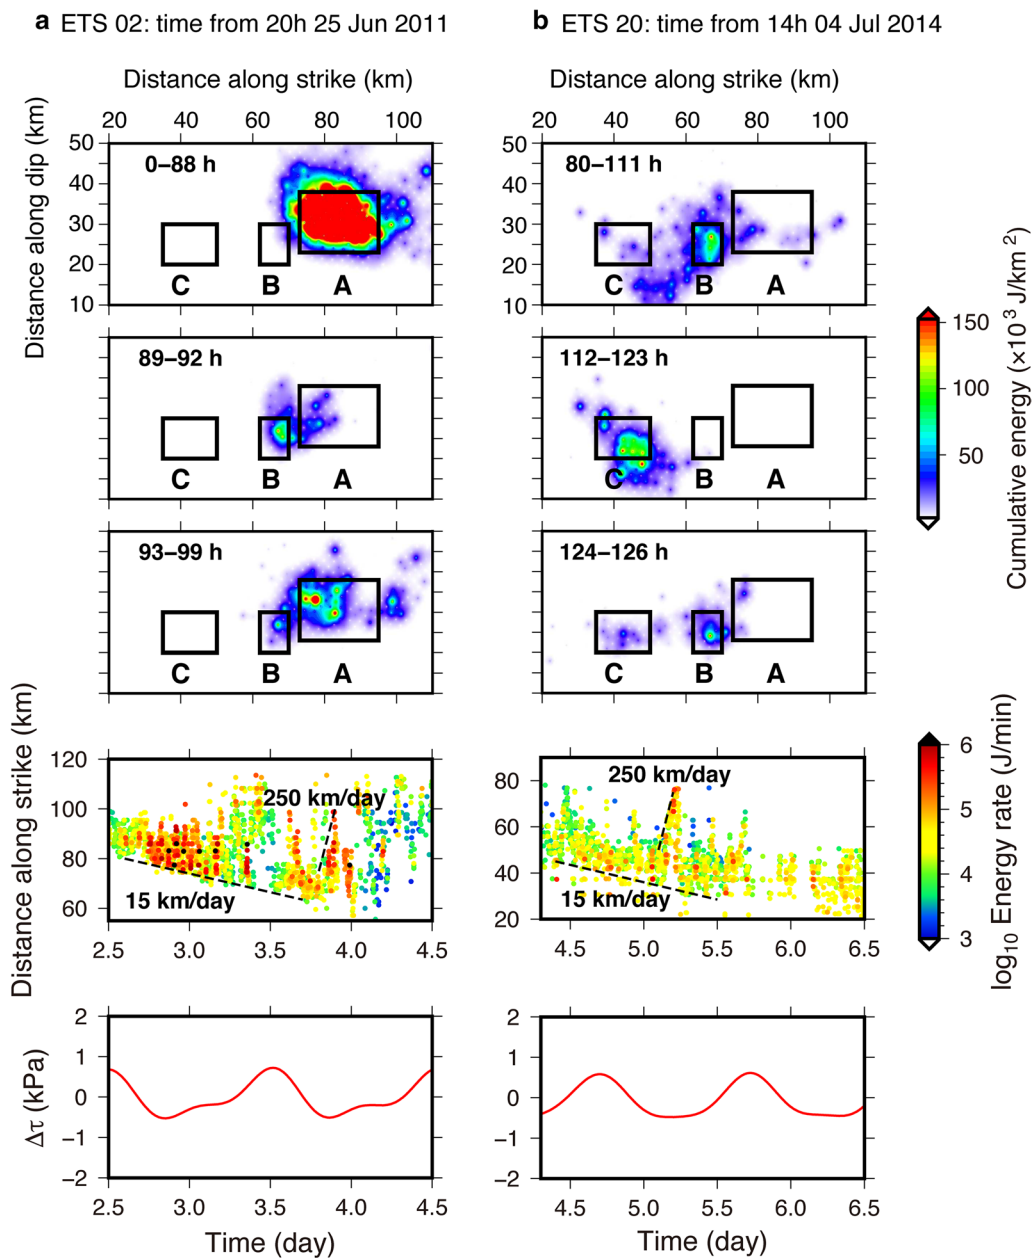 a ETS 02: time from 20h 25 Jun 2011
b ETS 20: time from 14h 04 Jul 2014
Distance along strike (km)
Distance along strike (km)
20 40 60 80 100
20 40 60 80 100
Distance along dip (km)
50
40
30
20
10
0–88 h
C B A
50
40
30
20
10
80–111 h
C B A
89–92 h
C B A
112–123 h
C B A
93–99 h
C B A
124–126 h
C B A
150
100
50
Cumulative energy (×10³ J/km²)
Distance along strike (km)
120
100
80
60
250 km/day
15 km/day
2.5 3.0 3.5 4.0 4.5
80
60
40
20
250 km/day
15 km/day
4.5 5.0 5.5 6.0 6.5
6
5
4
3
log₁₀ Energy rate (J/min)
Δτ (kPa)
2
1
0
−1
−2
2.5 3.0 3.5 4.0 4.5
Time (day)
2
1
0
−1
−2
4.5 5.0 5.5 6.0 6.5
Time (day)